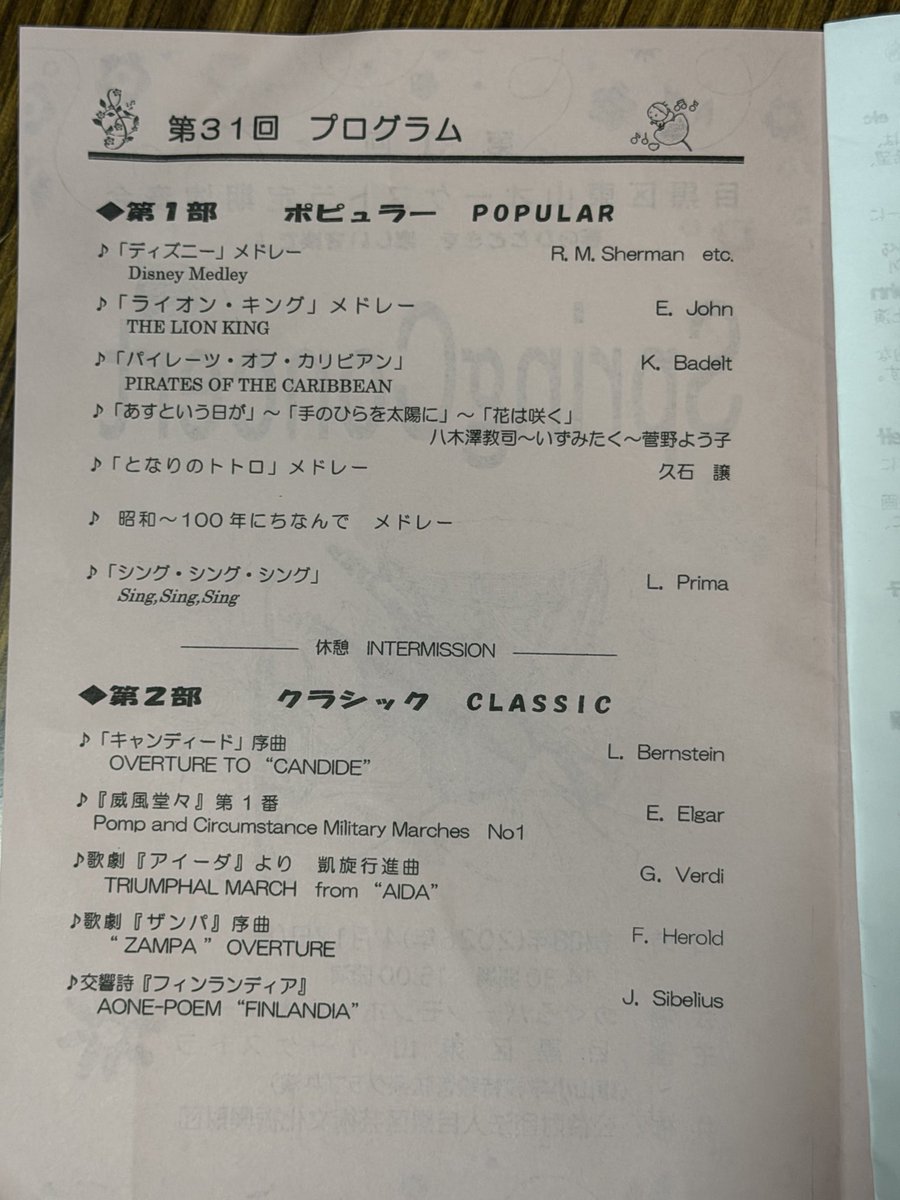 第31回 プログラム
◆第1部 ポピュラー POPULAR
♪「ディズニー」メドレー R. M. Sherman etc.
Disney Medley
♪「ライオン・キング」メドレー E. John
THE LION KING
♪「パイレーツ・オブ・カリビアン」 K. Badelt
PIRATES OF THE CARIBBEAN
♪「あすという日が」～「手のひらを太陽に」～「花は咲く」
八木澤教司～いずみたく～菅野よう子
♪「となりのトトロ」メドレー 久石 譲
♪ 昭和～100年にちなんで メドレー
♪「シング・シング・シング」 L. Prima
Sing,Sing,Sing
休憩 INTERMISSION
◆第2部 クラシック CLASSIC
♪「キャンディード」序曲 L. Bernstein
OVERTURE TO “CANDIDE”
♪『威風堂々』第1番 E. Elgar
Pomp and Circumstance Military Marches No1
♪歌劇『アイーダ』より 凱旋行進曲 G. Verdi
TRIUMPHAL MARCH from “AIDA”
♪歌劇『ザンパ』序曲 F. Herold
“ ZAMPA ” OVERTURE
♪交響詩『フィンランディア』 J. Sibelius
AONE-POEM “FINLANDIA”